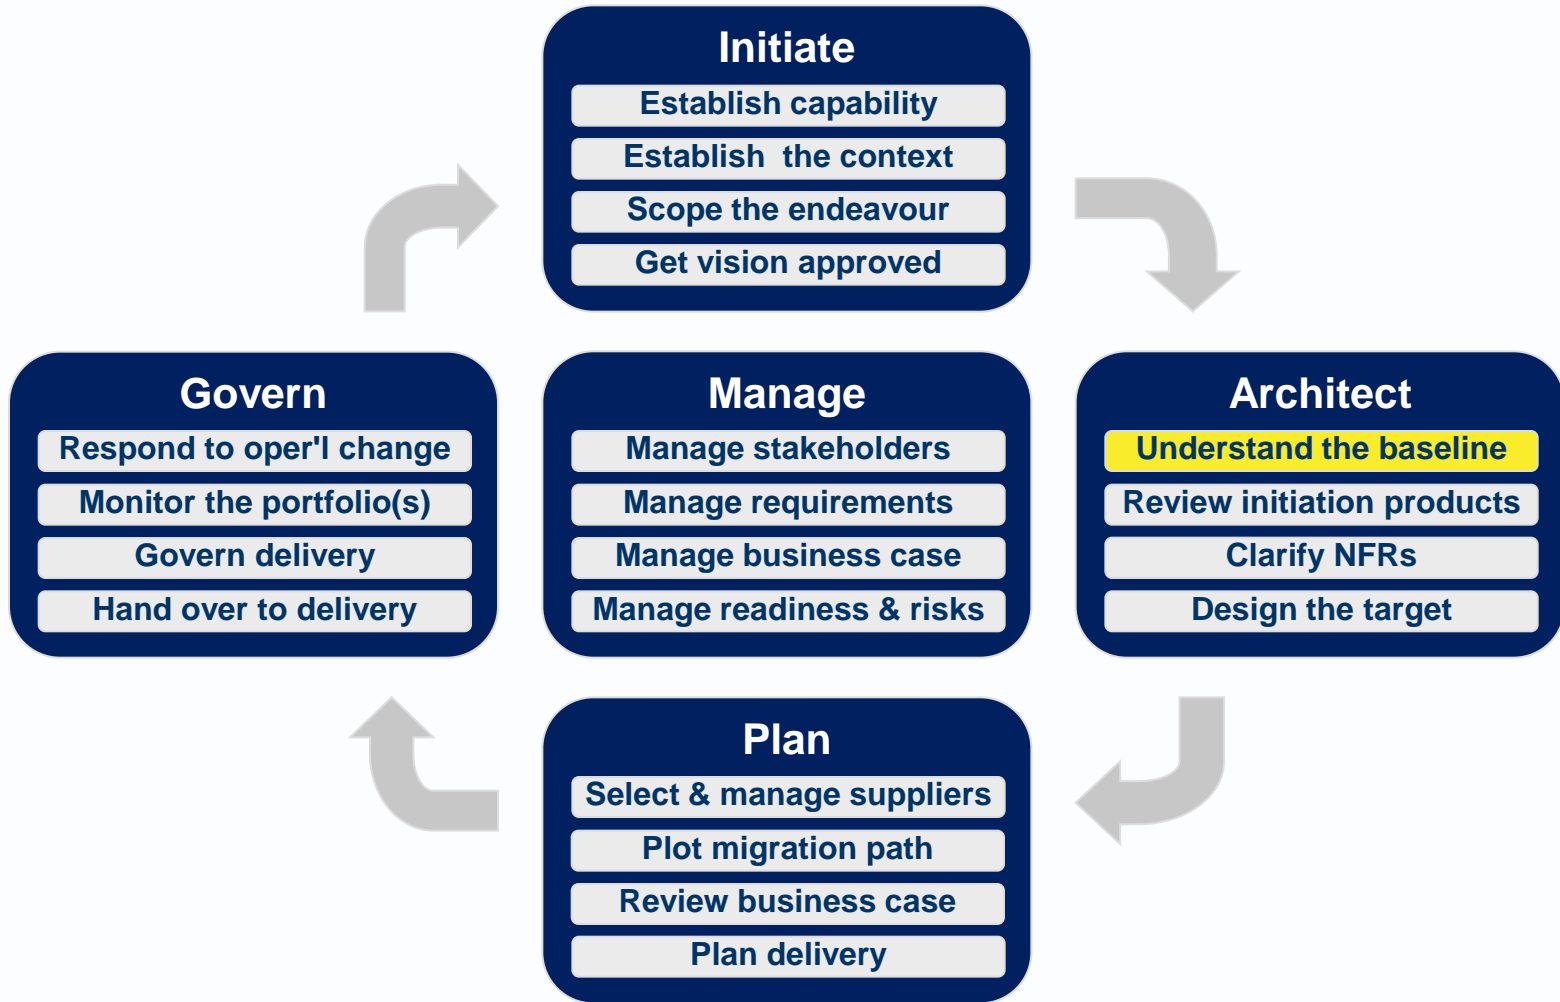 Initiate
Establish capability
Establish  the context
Scope the endeavour
Get vision approved
Govern
Respond to oper'l change
Monitor the portfolio(s)
Govern delivery
Hand over to delivery
Manage
Manage stakeholders
Manage requirements
Manage business case
Manage readiness & risks
Architect
Understand the baseline
Review initiation products
Clarify NFRs
Design the target
Plan
Select & manage suppliers
Plot migration path
Review business case
Plan delivery